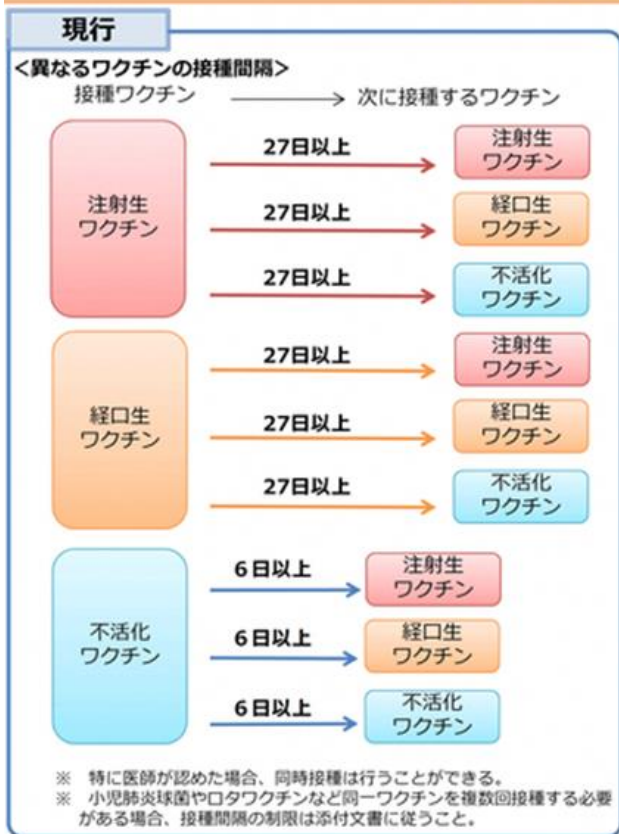 現行
<異なるワクチンの接種間隔>
接種ワクチン
次に接種するワクチン
注射生
ワクチン
27日以上
注射生
ワクチン
27日以上
経口生
ワクチン
27日以上
不活化
ワクチン
経口生
ワクチン
27日以上
注射生
ワクチン
27日以上
経口生
ワクチン
27日以上
不活化
ワクチン
不活化
ワクチン
6日以上
注射生
ワクチン
6日以上
経口生
ワクチン
6日以上
不活化
ワクチン
※ 特に医師が認めた場合、同時接種は行うことができる。
※ 小児肺炎球菌やロタワクチンなど同一ワクチンを複数回接種する必要
がある場合、接種間隔の制限は添付文書に従うこと。